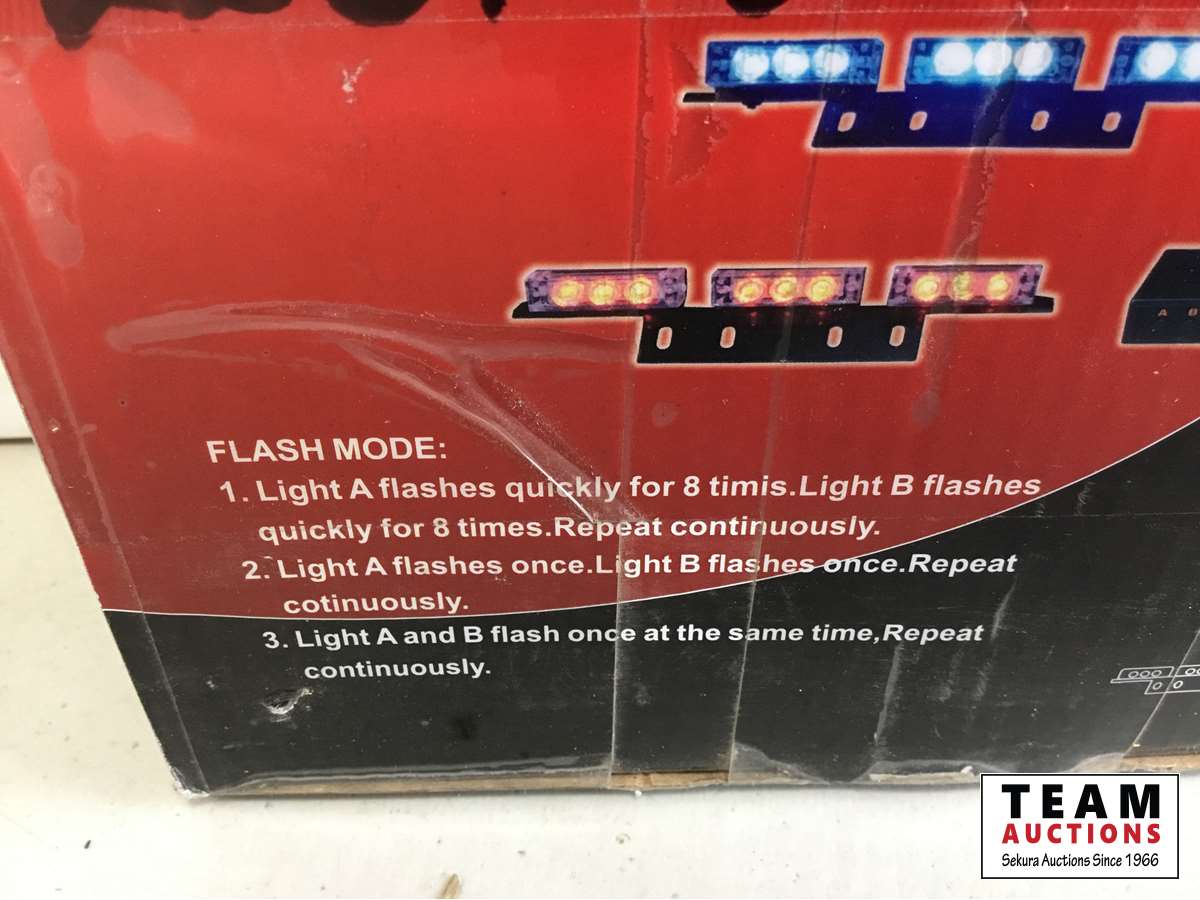 A B
FLASH MODE:
1. Light A flashes quickly for 8 timis.Light B flashes
quickly for 8 times.Repeat continuously.
2. Light A flashes once.Light B flashes once.Repeat
cotinuously.
3. Light A and B flash once at the same time,Repeat
continuously.
TEAM
AUCTIONS
Sekura Auctions Since 1966